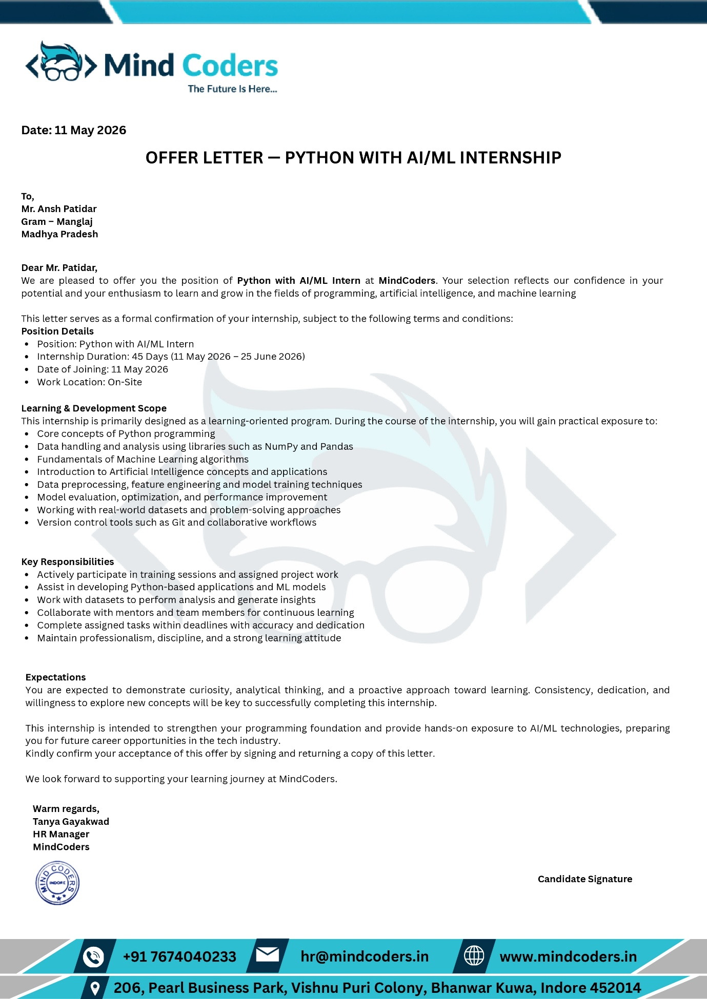 Mind Coders
The Future Is Here...
Date: 11 May 2026
OFFER LETTER — PYTHON WITH AI/ML INTERNSHIP
To,
Mr. Ansh Patidar
Gram – Manglaj
Madhya Pradesh
Dear Mr. Patidar,
We are pleased to offer you the position of Python with AI/ML Intern at MindCoders. Your selection reflects our confidence in your
potential and your enthusiasm to learn and grow in the fields of programming, artificial intelligence, and machine learning
This letter serves as a formal confirmation of your internship, subject to the following terms and conditions:
Position Details
• Position: Python with AI/ML Intern
• Internship Duration: 45 Days (11 May 2026 – 25 June 2026)
• Date of Joining: 11 May 2026
• Work Location: On-Site
Learning & Development Scope
This internship is primarily designed as a learning-oriented program. During the course of the internship, you will gain practical exposure to:
• Core concepts of Python programming
• Data handling and analysis using libraries such as NumPy and Pandas
• Fundamentals of Machine Learning algorithms
• Introduction to Artificial Intelligence concepts and applications
• Data preprocessing, feature engineering and model training techniques
• Model evaluation, optimization, and performance improvement
• Working with real-world datasets and problem-solving approaches
• Version control tools such as Git and collaborative workflows
Key Responsibilities
• Actively participate in training sessions and assigned project work
• Assist in developing Python-based applications and ML models
• Work with datasets to perform analysis and generate insights
• Collaborate with mentors and team members for continuous learning
• Complete assigned tasks within deadlines with accuracy and dedication
• Maintain professionalism, discipline, and a strong learning attitude
Expectations
You are expected to demonstrate curiosity, analytical thinking, and a proactive approach toward learning. Consistency, dedication, and
willingness to explore new concepts will be key to successfully completing this internship.
This internship is intended to strengthen your programming foundation and provide hands-on exposure to AI/ML technologies, preparing
you for future career opportunities in the tech industry.
Kindly confirm your acceptance of this offer by signing and returning a copy of this letter.
We look forward to supporting your learning journey at MindCoders.
Warm regards,
Tanya Gayakwad
HR Manager
MindCoders
MIND CODERS
INDORE
Candidate Signature
+91 7674040233
hr@mindcoders.in
www.mindcoders.in
206, Pearl Business Park, Vishnu Puri Colony, Bhanwar Kuwa, Indore 452014